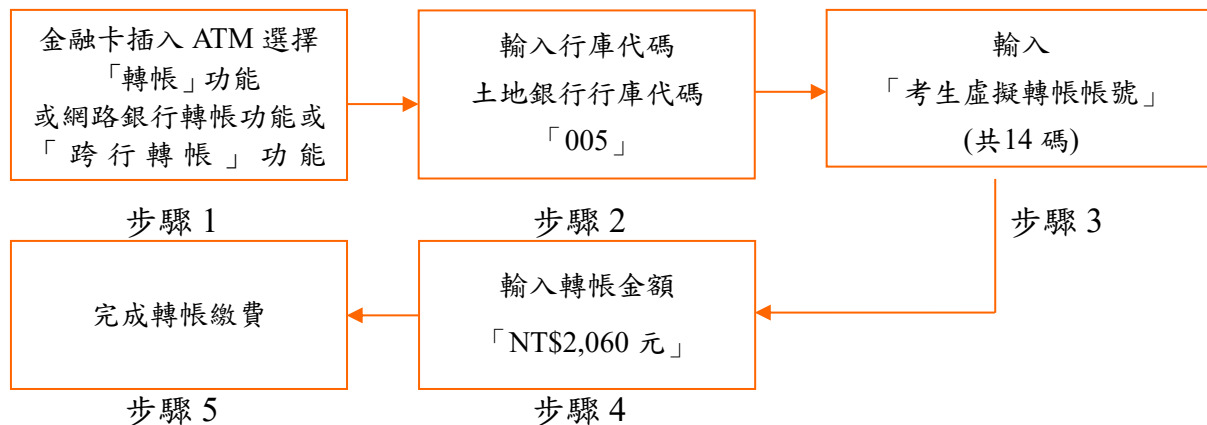 金融卡插入 ATM 選擇
「轉帳」功能
或網路銀行轉帳功能或
「跨行轉帳」功能
步驟 1
輸入行庫代碼
土地銀行行庫代碼
「005」
步驟 2
輸入
「考生虛擬轉帳帳號」
(共14 碼)
步驟 3
輸入轉帳金額
「NT$2,060 元」
步驟 4
完成轉帳繳費
步驟 5